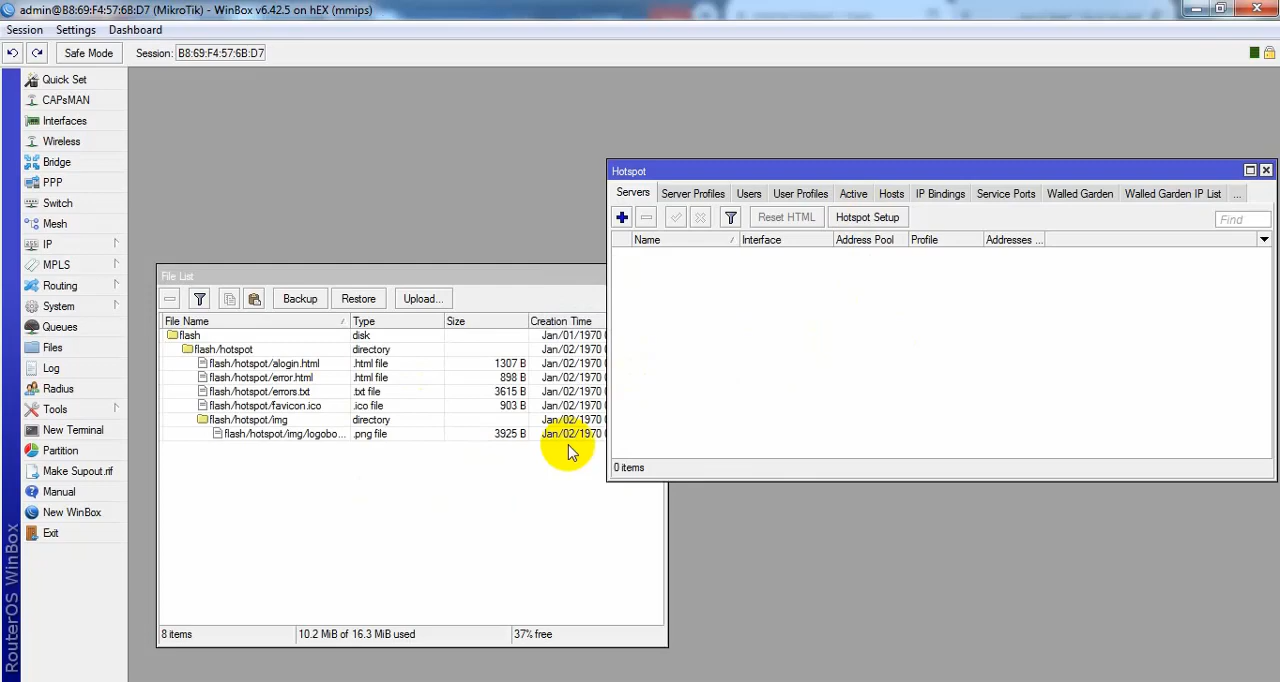 admin@B8:69:F4:57:6B:D7 (MikroTik) - WinBox v6.42.5 on hEX (mmips)
Session Settings Dashboard
Safe Mode Session: B8:69:F4:57:6B:D7
Quick Set
CAPsMAN
Interfaces
Wireless
Bridge
PPP
Switch
Mesh
IP
MPLS
Routing
System
Queues
Files
Log
Radius
Tools
New Terminal
Partition
Make Supout.rif
Manual
New WinBox
Exit
RouterOS WinBox
Hotspot
Servers Server Profiles Users User Profiles Active Hosts IP Bindings Service Ports Walled Garden Walled Garden IP List ...
Reset HTML Hotspot Setup Find
Name Interface Address Pool Profile Addresses ...
0 items
File List
Backup Restore Upload...
File Name Type Size Creation Time
flash disk Jan/01/1970
flash/hotspot directory Jan/02/1970
flash/hotspot/alogin.html .html file 1307 B Jan/02/1970
flash/hotspot/error.html .html file 898 B Jan/02/1970
flash/hotspot/errors.txt .txt file 3615 B Jan/02/1970
flash/hotspot/favicon.ico .ico file 903 B Jan/02/1970
flash/hotspot/img directory Jan/02/1970
flash/hotspot/img/logobo... .png file 3925 B Jan/02/1970
8 items 10.2 MiB of 16.3 MiB used 37% free